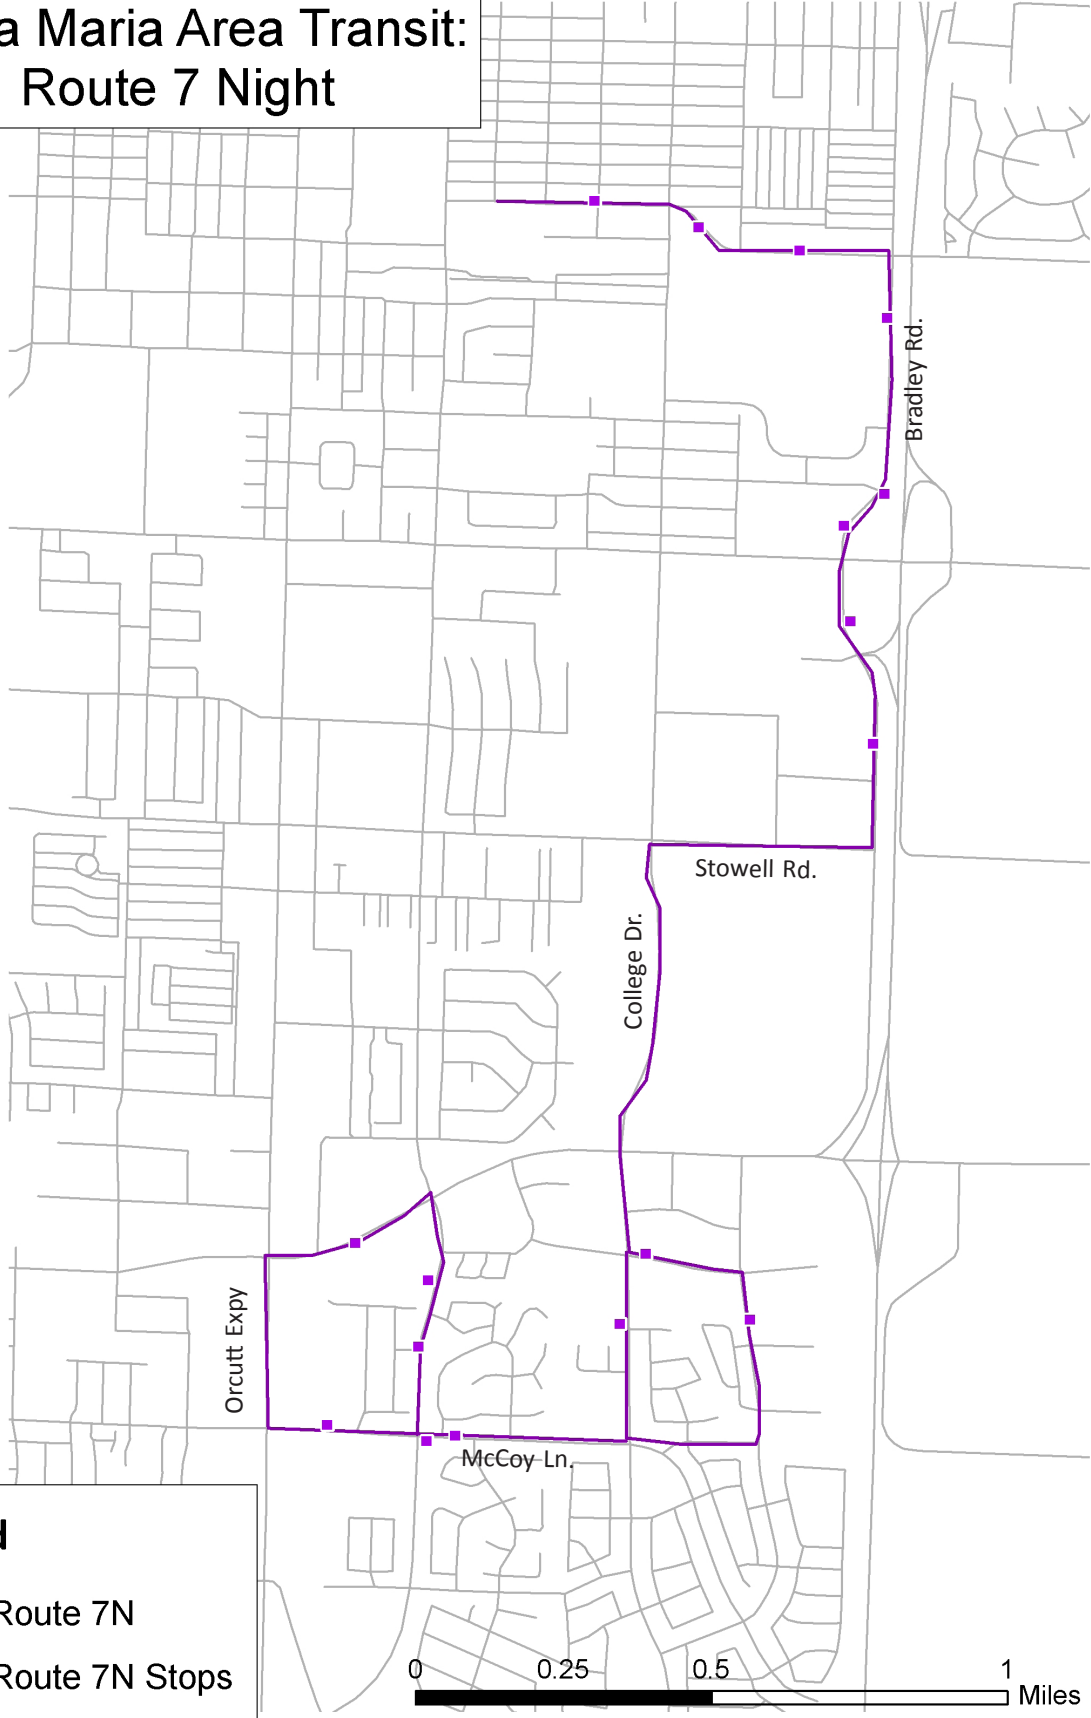 a Maria Area Transit:
Route 7 Night
Bradley Rd.
Stowell Rd.
College Dr.
Orcutt Expy
McCoy Ln.
d
Route 7N
Route 7N Stops
0 0.25 0.5 1
Miles